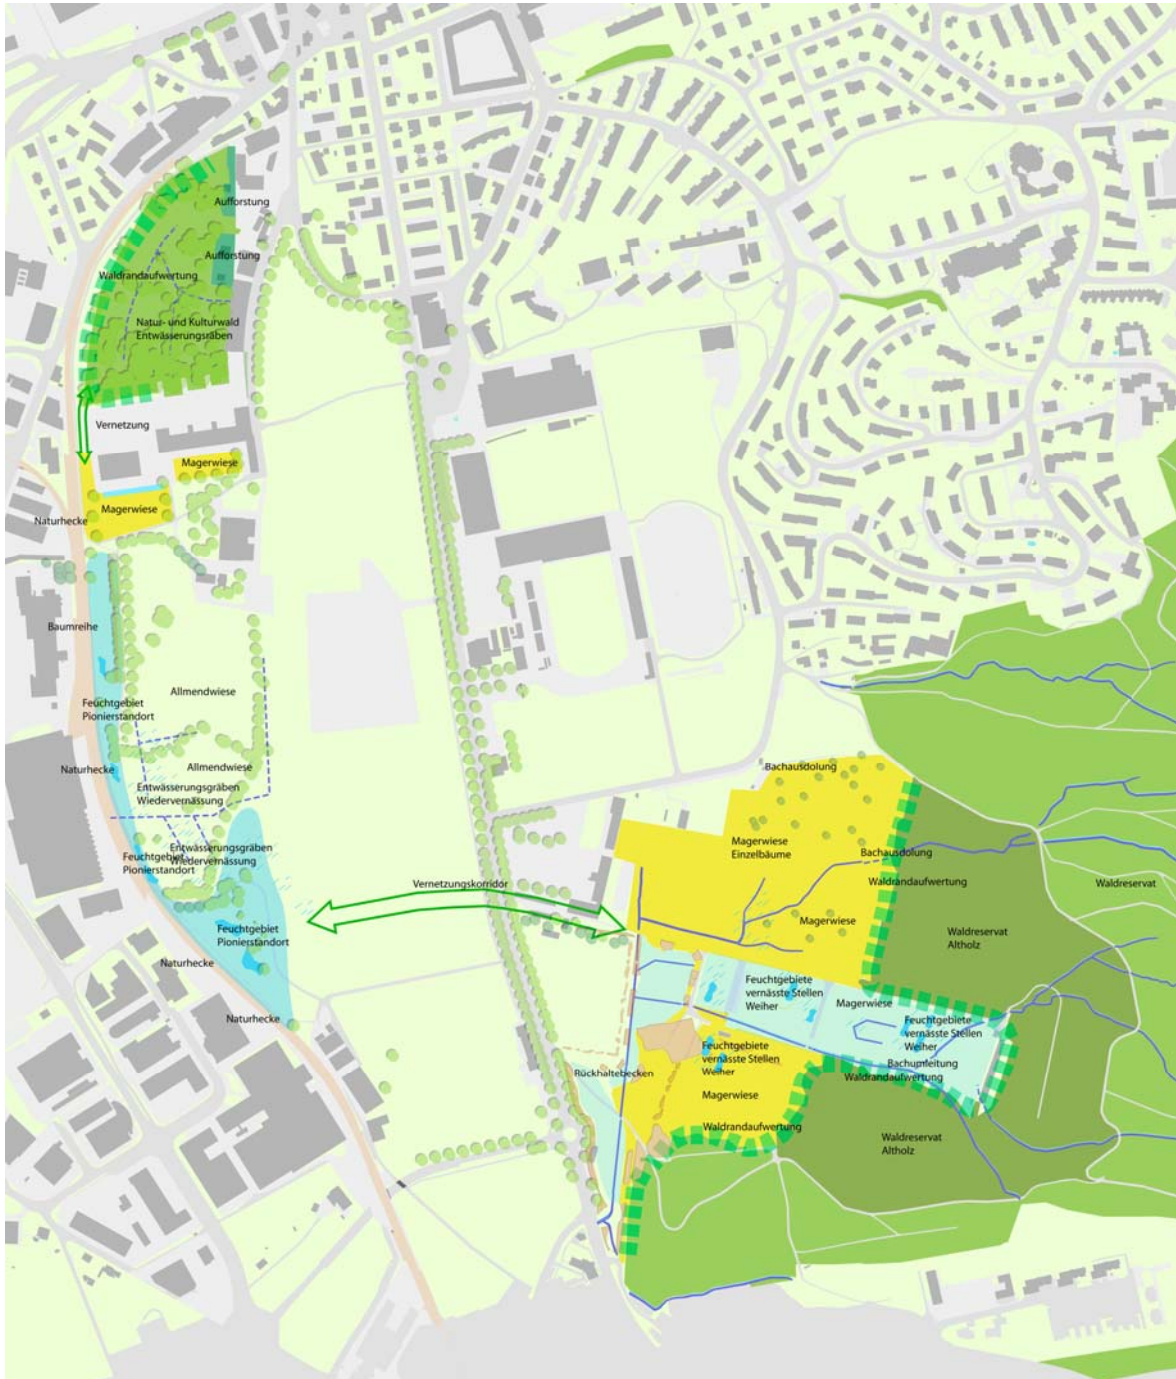 Aufforstung
Aufforstung
Waldrandaufwertung
Natur- und Kulturwald
Entwässerungsräben
Vernetzung
Magerwiese
Magerwiese
Naturhecke
Baumreihe
Allmendwiese
Feuchtgebiet
Pionierstandort
Allmendwiese
Naturhecke
Entwässerungsgräben
Wiedervernässung
Entwässerungsgräben
Wiedervernässung
Feuchtgebiet
Pionierstandort
Feuchtgebiet
Pionierstandort
Naturhecke
Naturhecke
Vernetzungskorridor
Bachausdolung
Magerwiese
Einzelbäume
Bachausdolung
Waldrandaufwertung
Waldreservat
Magerwiese
Waldreservat
Altholz
Feuchtgebiete
vernässte Stellen
Weiher
Magerwiese
Feuchtgebiete
vernässte Stellen
Weiher
Feuchtgebiete
vernässte Stellen
Weiher
Bachumleitung
Waldrandaufwertung
Rückhaltebecken
Magerwiese
Waldrandaufwertung
Waldreservat
Altholz